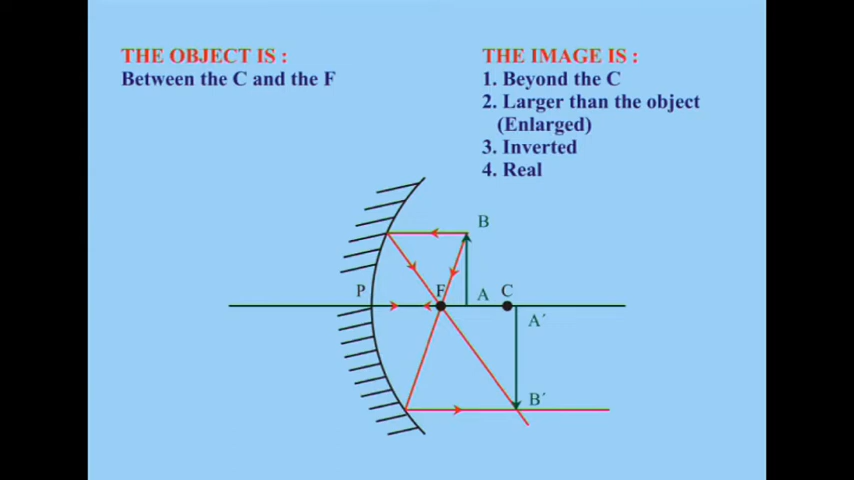 THE OBJECT IS :
Between the C and the F
THE IMAGE IS :
1. Beyond the C
2. Larger than the object
(Enlarged)
3. Inverted
4. Real
B
P
F
A
C
A´
B´